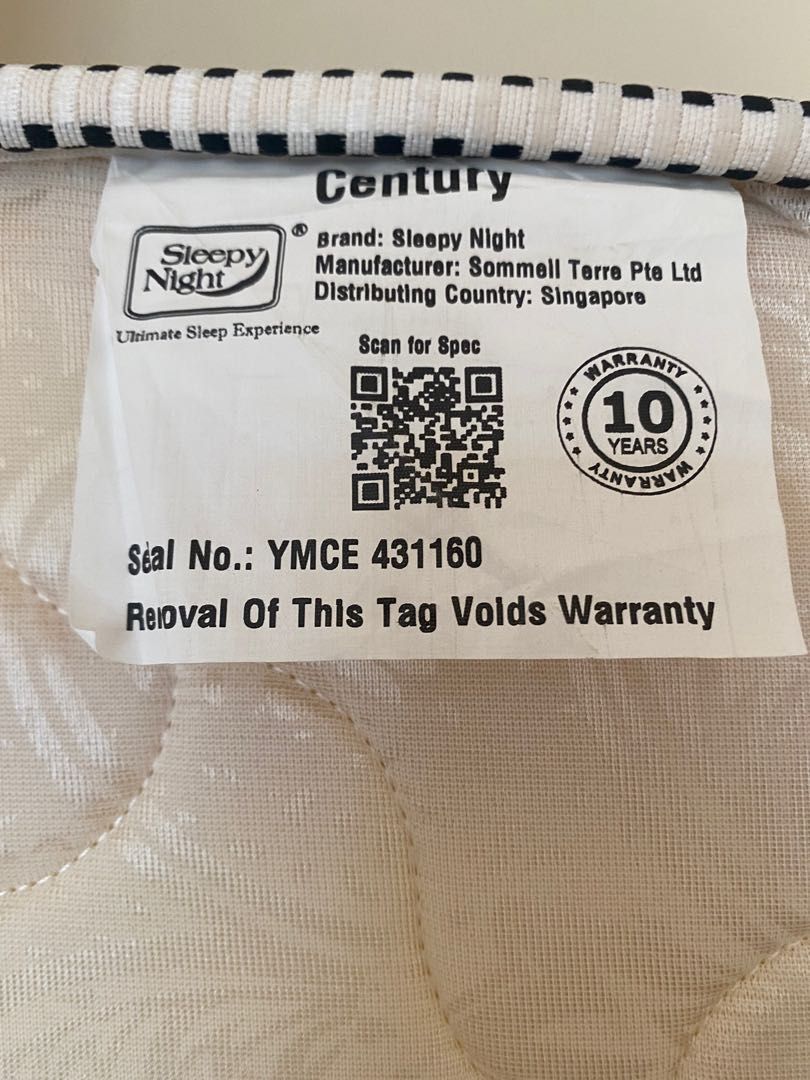 Century
Sleepy
Night
®
Ultimate Sleep Experience
Brand: Sleepy Night
Manufacturer: Sommeil Terre Pte Ltd
Distributing Country: Singapore
Scan for Spec
WARRANTY
10
YEARS
WARRANTY
Serial No.: YMCE 431160
Removal Of This Tag Voids Warranty